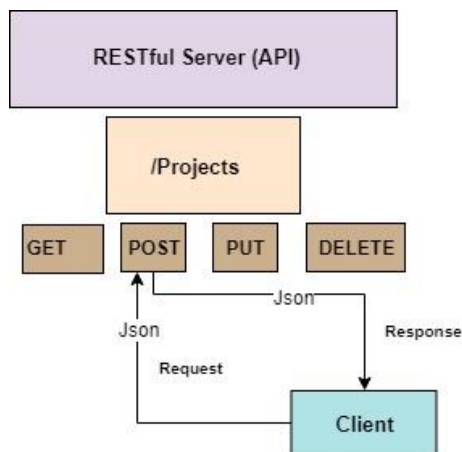 RESTful Server (API)
/Projects
GET POST PUT DELETE
Json
Json
Response
Request
Client